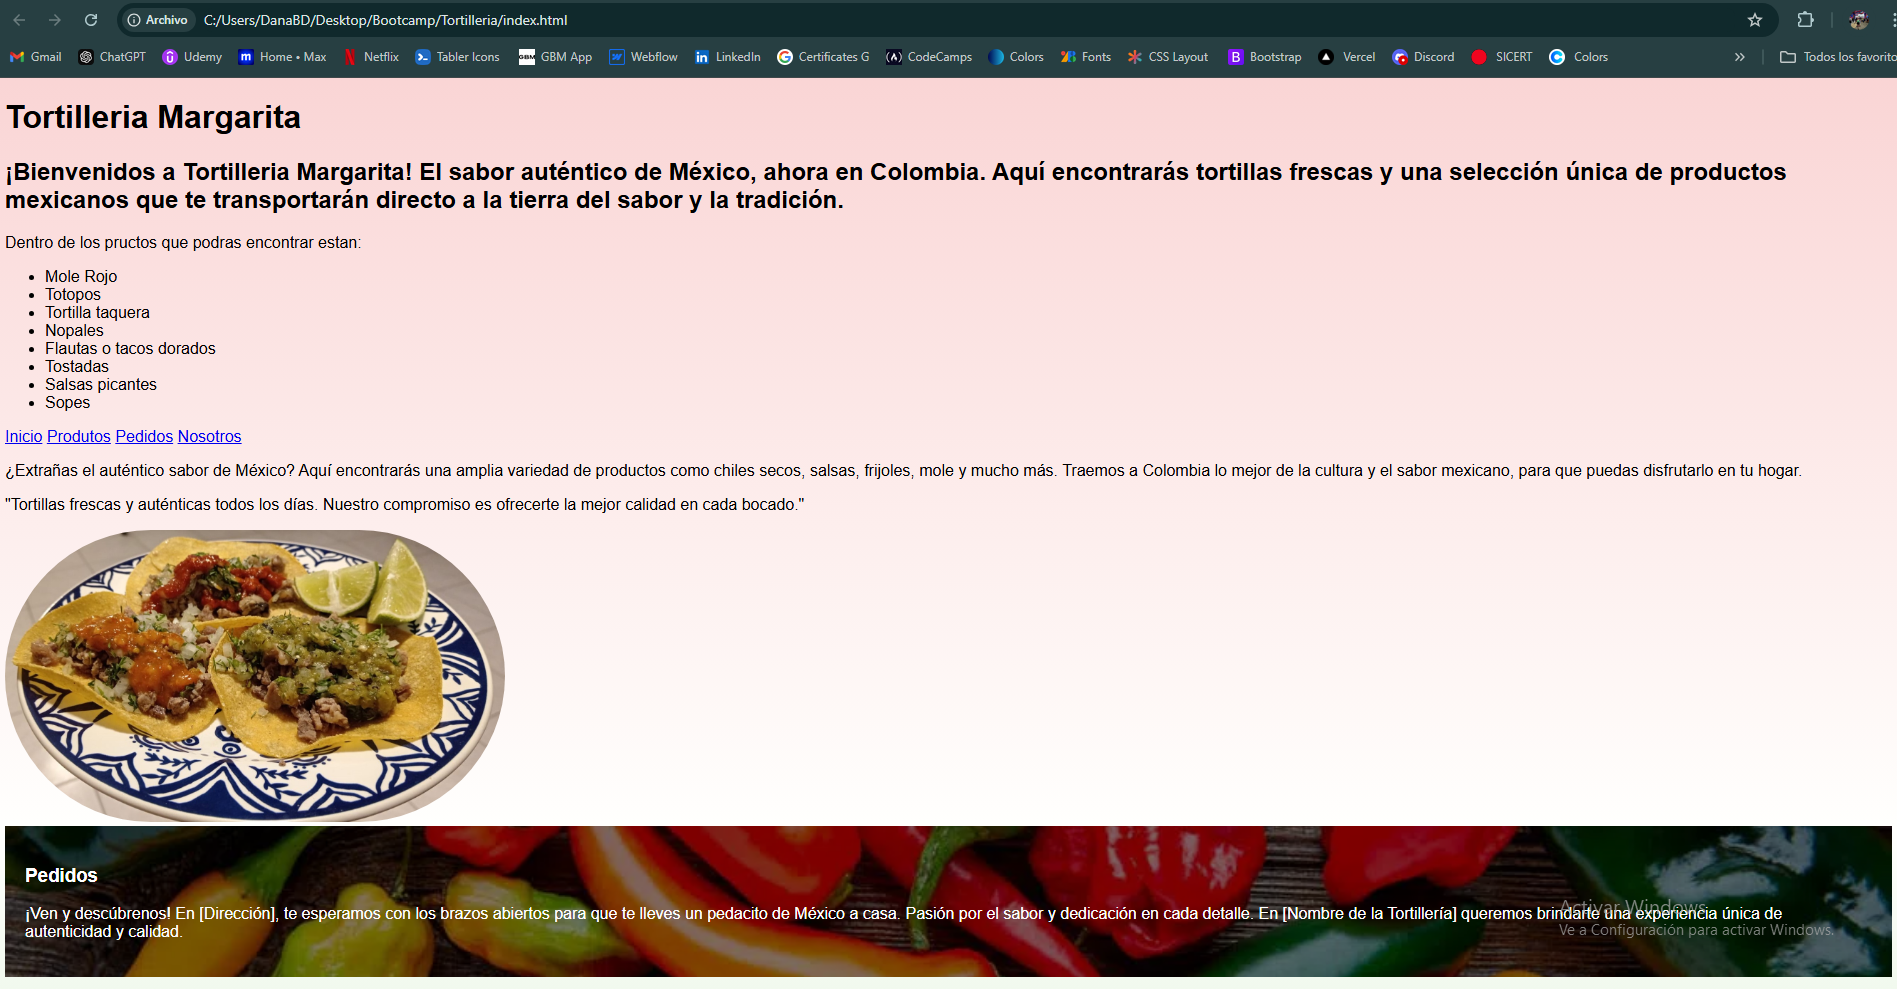 Archivo C:/Users/DanaBD/Desktop/Bootcamp/Tortilleria/index.html
Gmail ChatGPT Udemy Home • Max Netflix Tabler Icons GBM App Webflow LinkedIn Certificates G CodeCamps Colors Fonts CSS Layout Bootstrap Vercel Discord SICERT Colors » Todos los favorito
Tortilleria Margarita
¡Bienvenidos a Tortilleria Margarita! El sabor auténtico de México, ahora en Colombia. Aquí encontrarás tortillas frescas y una selección única de productos
mexicanos que te transportarán directo a la tierra del sabor y la tradición.
Dentro de los pructos que podras encontrar estan:
• Mole Rojo
• Totopos
• Tortilla taquera
• Nopales
• Flautas o tacos dorados
• Tostadas
• Salsas picantes
• Sopes
Inicio Produtos Pedidos Nosotros
¿Extrañas el auténtico sabor de México? Aquí encontrarás una amplia variedad de productos como chiles secos, salsas, frijoles, mole y mucho más. Traemos a Colombia lo mejor de la cultura y el sabor mexicano, para que puedas disfrutarlo en tu hogar.
"Tortillas frescas y auténticas todos los días. Nuestro compromiso es ofrecerte la mejor calidad en cada bocado."
Pedidos
¡Ven y descúbrenos! En [Dirección], te esperamos con los brazos abiertos para que te lleves un pedacito de México a casa. Pasión por el sabor y dedicación en cada detalle. En [Nombre de la Tortillería] queremos brindarte una experiencia única de
autenticidad y calidad.
Activar Windows
Ve a Configuración para activar Windows.